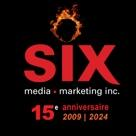 SIX
media • marketing inc.
15e anniversaire
2009 | 2024